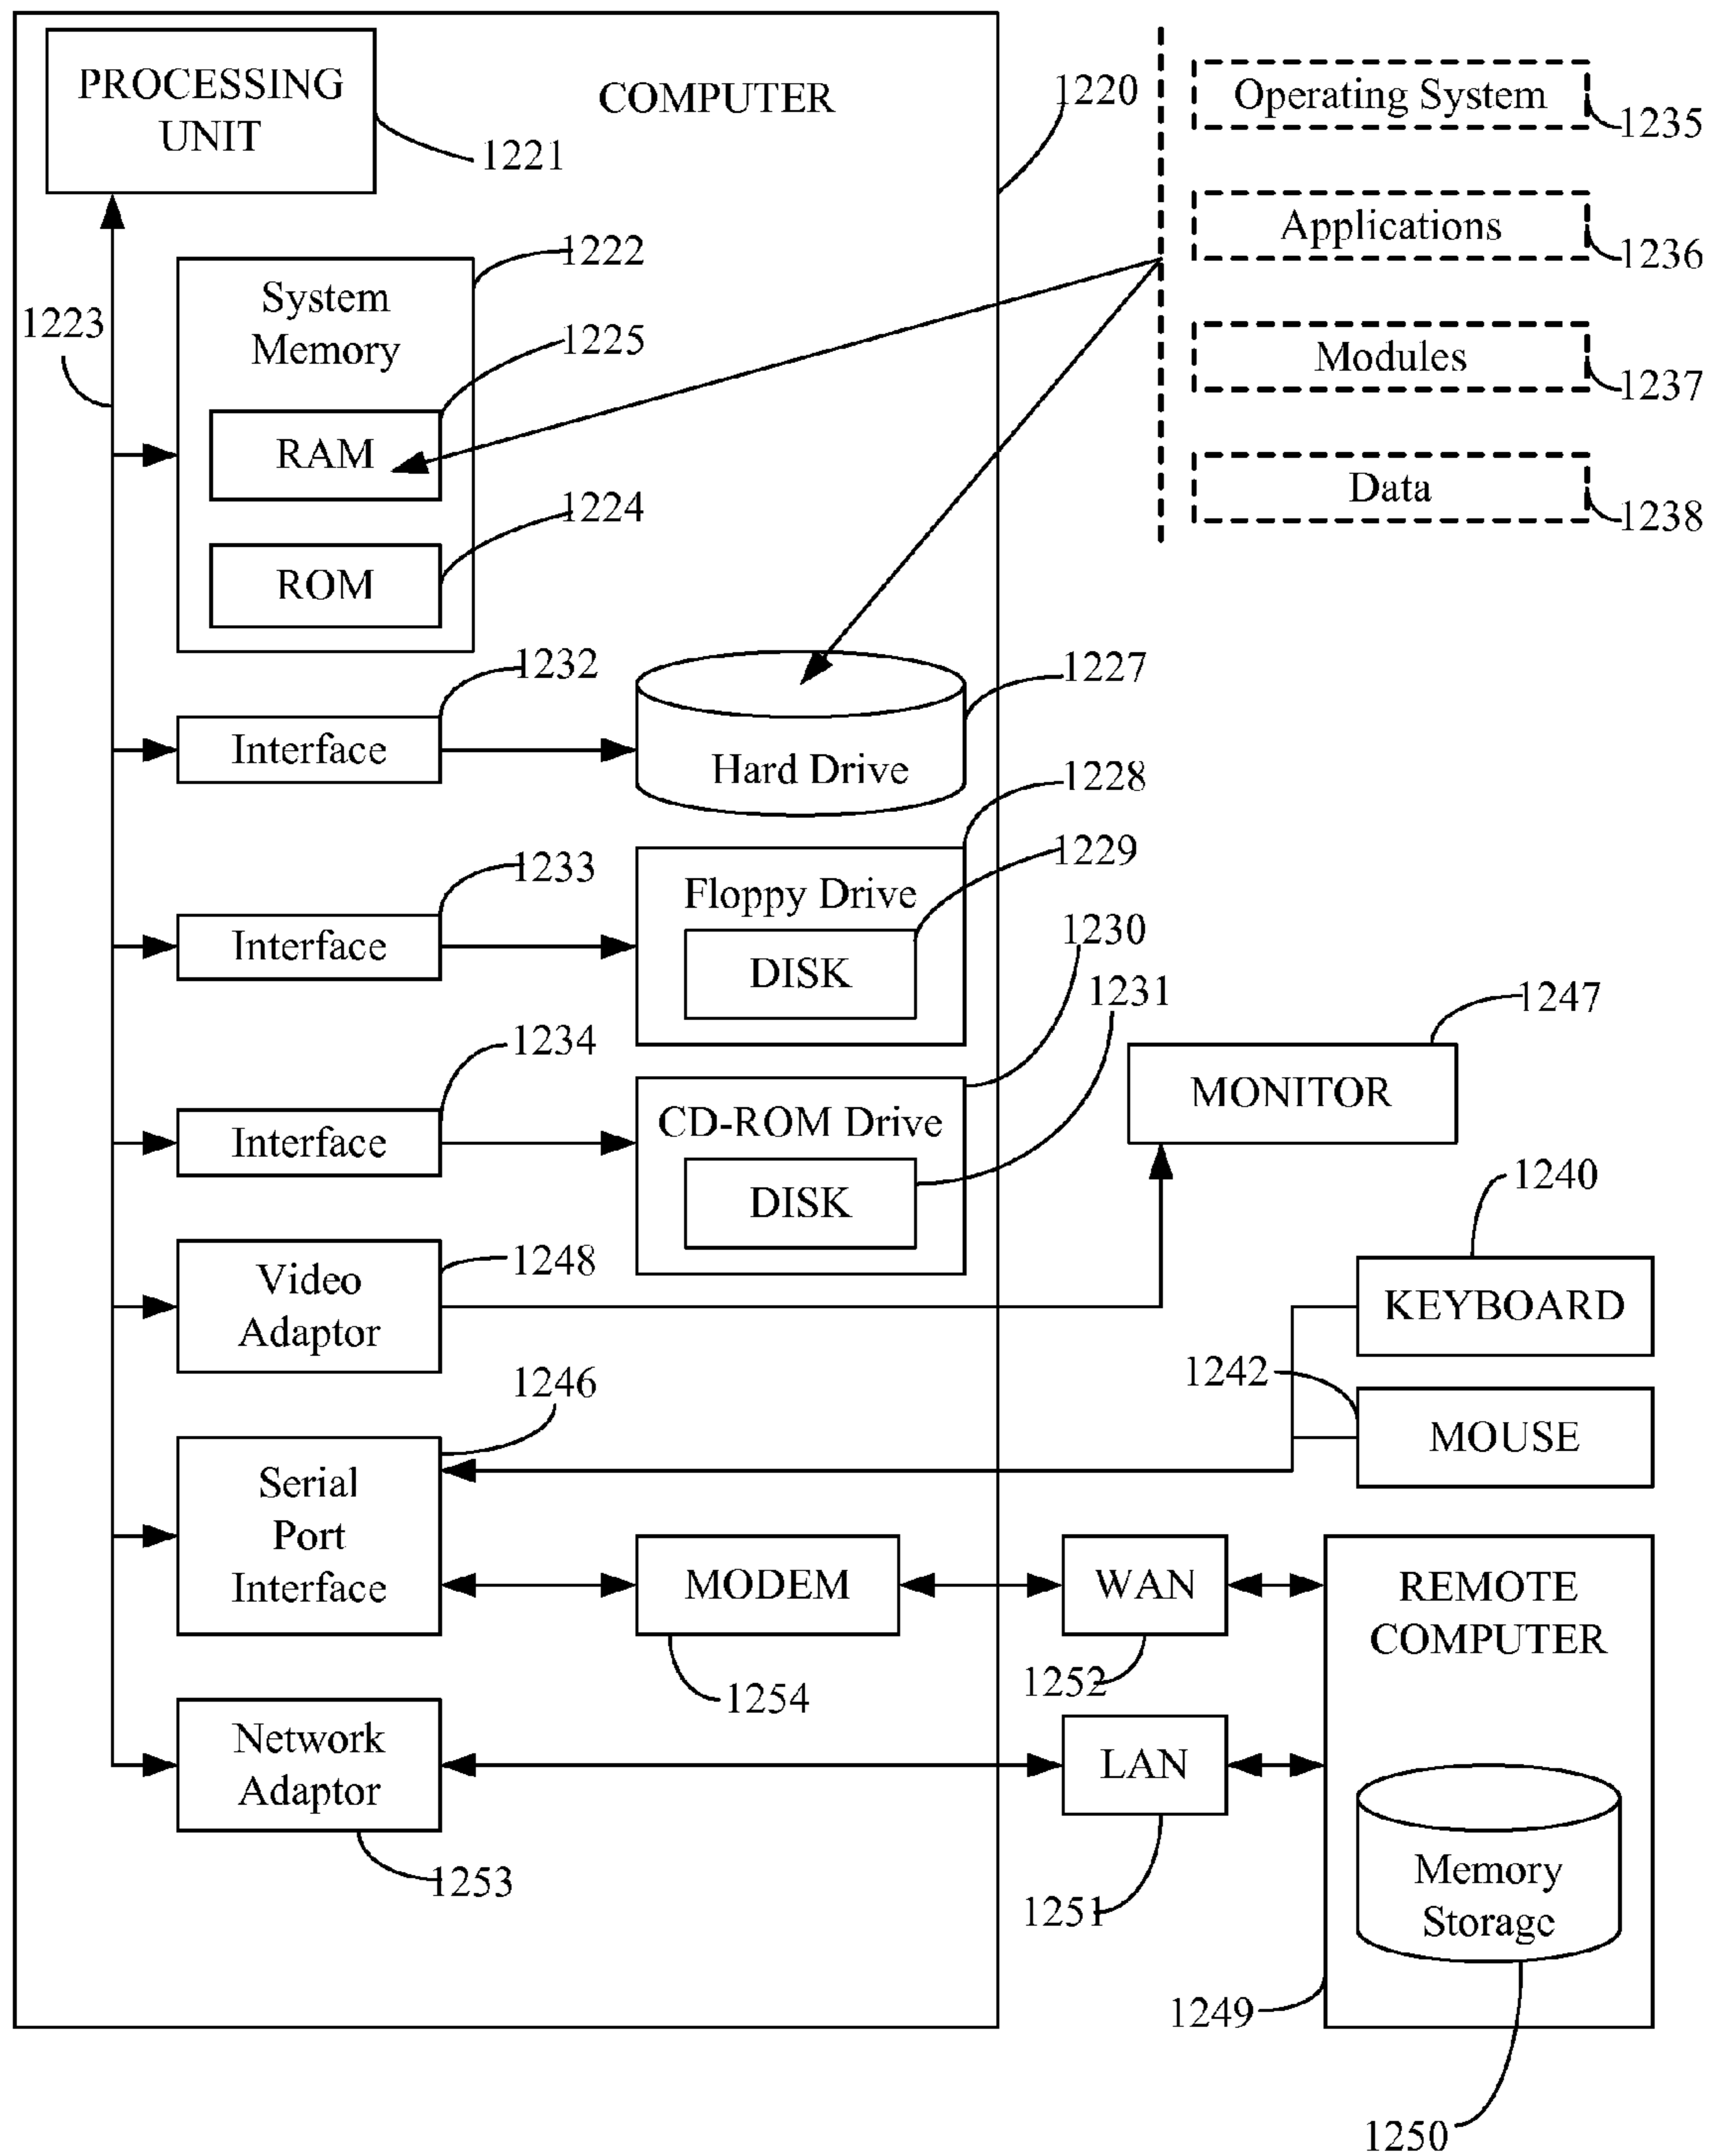 PROCESSING
UNIT
1221
COMPUTER
1220
Operating System
1235
Applications
1236
Modules
1237
Data
1238
1223
1222
System
Memory
1225
RAM
1224
ROM
1232
Interface
1227
Hard Drive
1228
1233
Interface
1229
Floppy Drive
DISK
1230
1231
1234
Interface
CD-ROM Drive
DISK
1247
MONITOR
1240
KEYBOARD
1248
Video
Adaptor
1242
MOUSE
1246
Serial
Port
Interface
MODEM
1254
WAN
1252
REMOTE
COMPUTER
Network
Adaptor
1253
LAN
1251
Memory
Storage
1249
1250